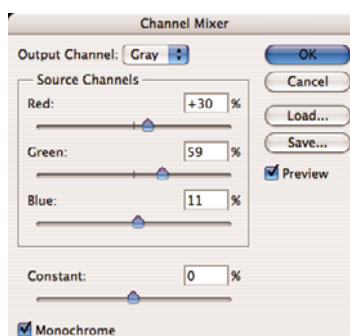 Channel Mixer
Output Channel: Gray
OK
Source Channels
Cancel
Red: +30 %
Load...
Green: 59 %
Save...
Preview
Blue: 11 %
Constant: 0 %
Monochrome